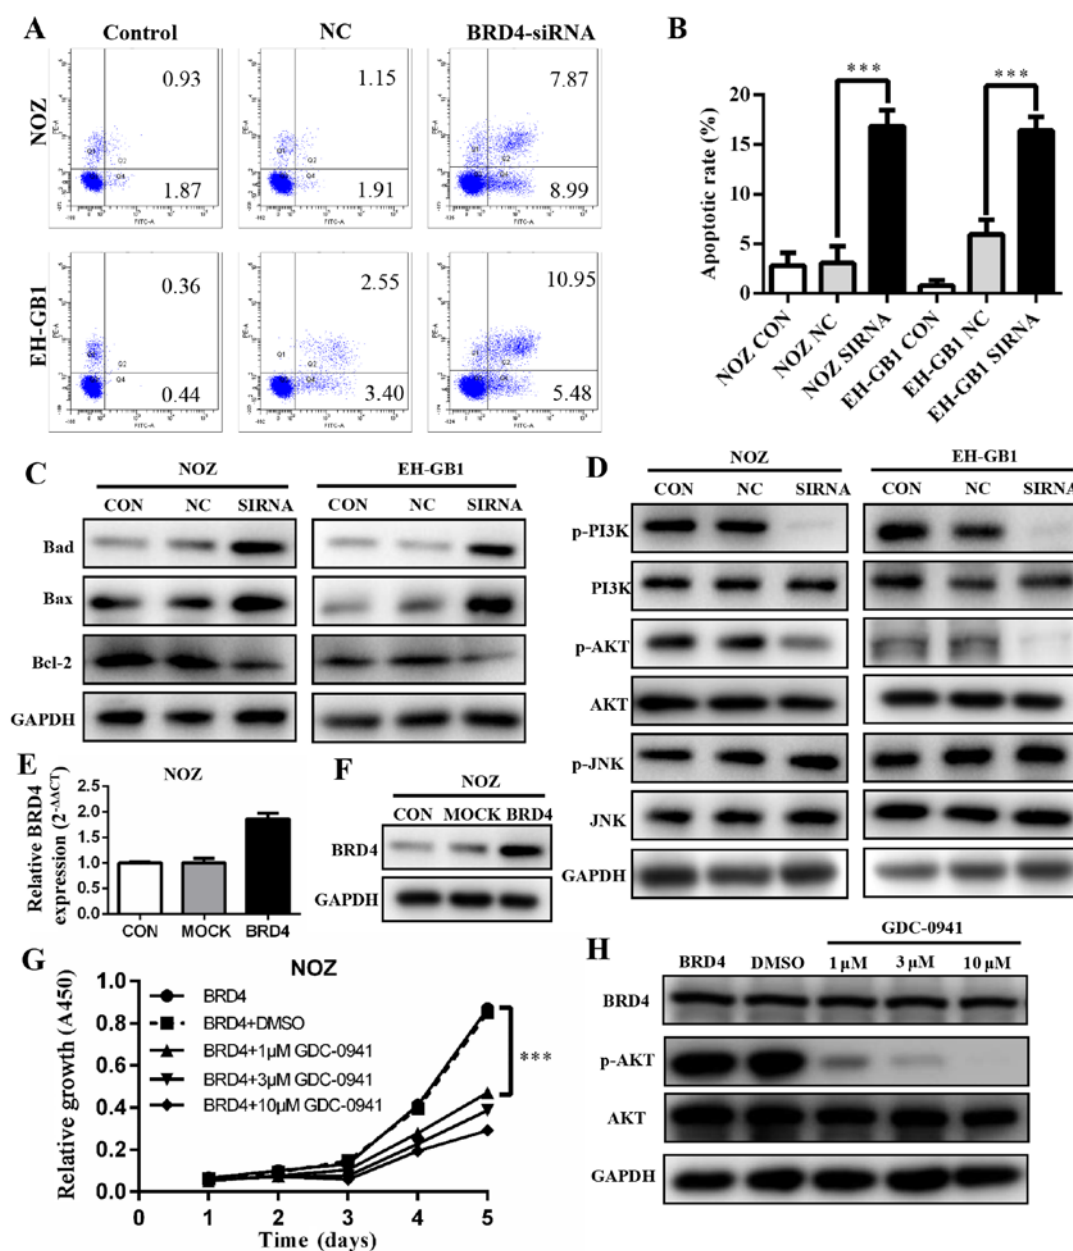 A
Control
NC
BRD4-siRNA
NOZ
0.93
1.15
7.87
1.87
1.91
8.99
EH-GB1
0.36
2.55
10.95
0.44
3.40
5.48
PE-A
FITC-A
Q1
Q2
Q4
B
***
***
Apoptotic rate (%)
20
15
10
5
0
NOZ CON
NOZ NC
NOZ SIRNA
EH-GB1 CON
EH-GB1 NC
EH-GB1 SIRNA
C
NOZ
EH-GB1
CON NC SIRNA
CON NC SIRNA
Bad
Bax
Bcl-2
GAPDH
D
NOZ
EH-GB1
CON NC SIRNA
CON NC SIRNA
p-PI3K
PI3K
p-AKT
AKT
p-JNK
JNK
GAPDH
E
NOZ
Relative BRD4
expression (2-ΔΔCT)
2.5
2.0
1.5
1.0
0.5
0.0
CON MOCK BRD4
F
NOZ
CON MOCK BRD4
BRD4
GAPDH
G
NOZ
Relative growth (A450)
1.0
0.8
0.6
0.4
0.2
0.0
BRD4
BRD4+DMSO
BRD4+1μM GDC-0941
BRD4+3μM GDC-0941
BRD4+10μM GDC-0941
***
0 1 2 3 4 5
Time (days)
H
GDC-0941
BRD4 DMSO 1 μM 3 μM 10 μM
BRD4
p-AKT
AKT
GAPDH